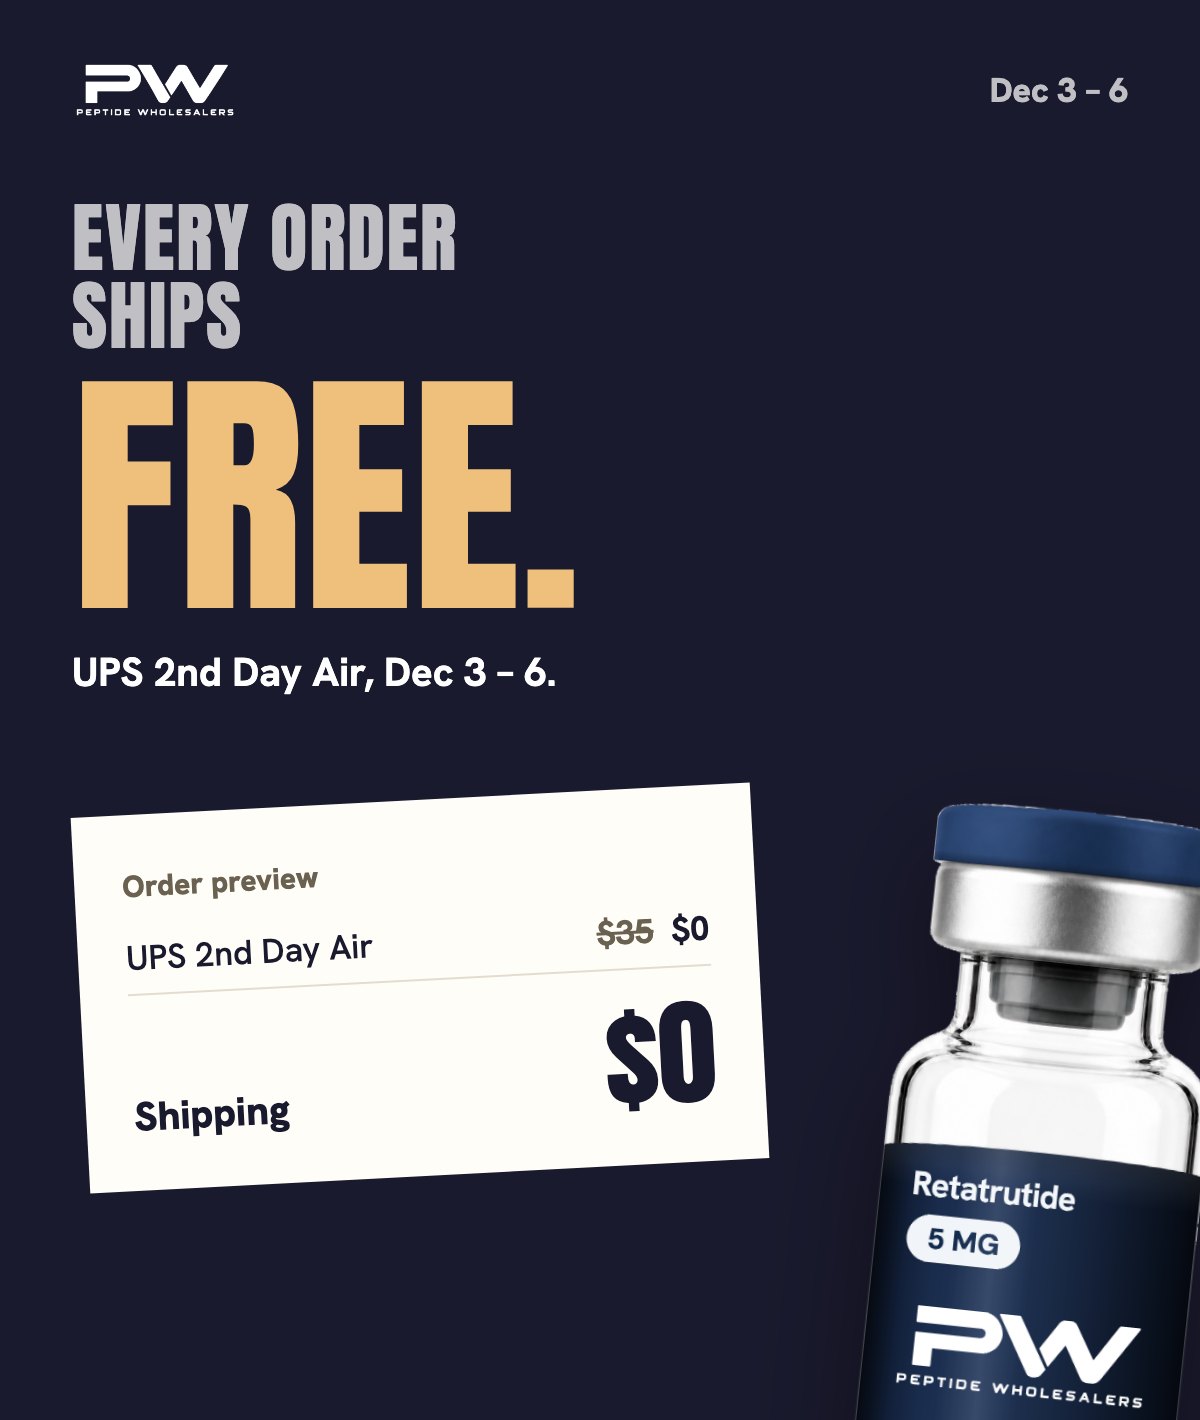 PW
PEPTIDE WHOLESALERS
Dec 3 – 6
EVERY ORDER
SHIPS
FREE.
UPS 2nd Day Air, Dec 3 – 6.
Order preview
UPS 2nd Day Air $35 $0
Shipping $0
Retatrutide
5 MG
PW
PEPTIDE WHOLESALERS